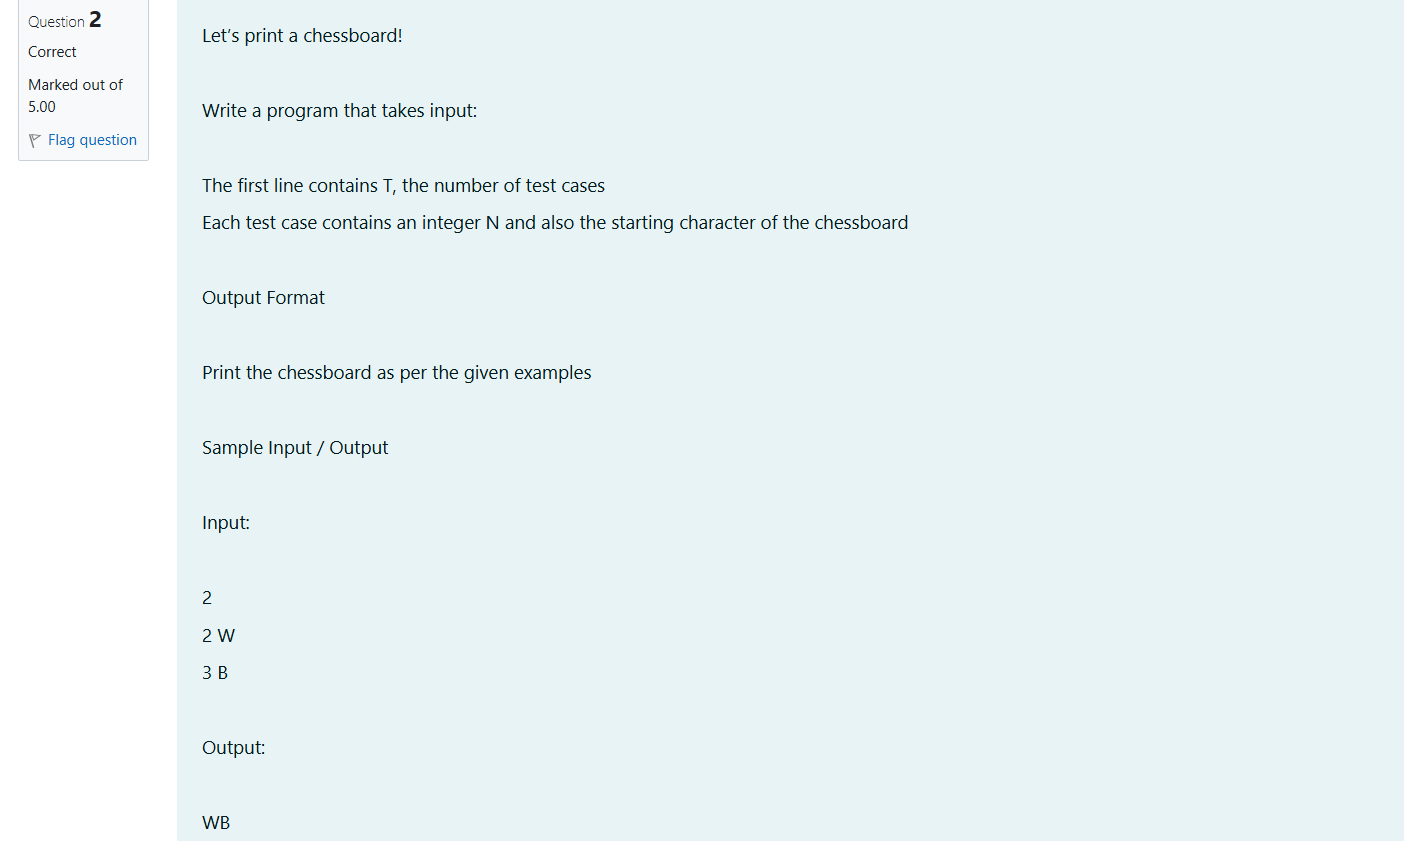 Question 2
Correct
Marked out of
5.00
Flag question
Let's print a chessboard!
Write a program that takes input:
The first line contains T, the number of test cases
Each test case contains an integer N and also the starting character of the chessboard
Output Format
Print the chessboard as per the given examples
Sample Input / Output
Input:
2
2 W
3 B
Output:
WB